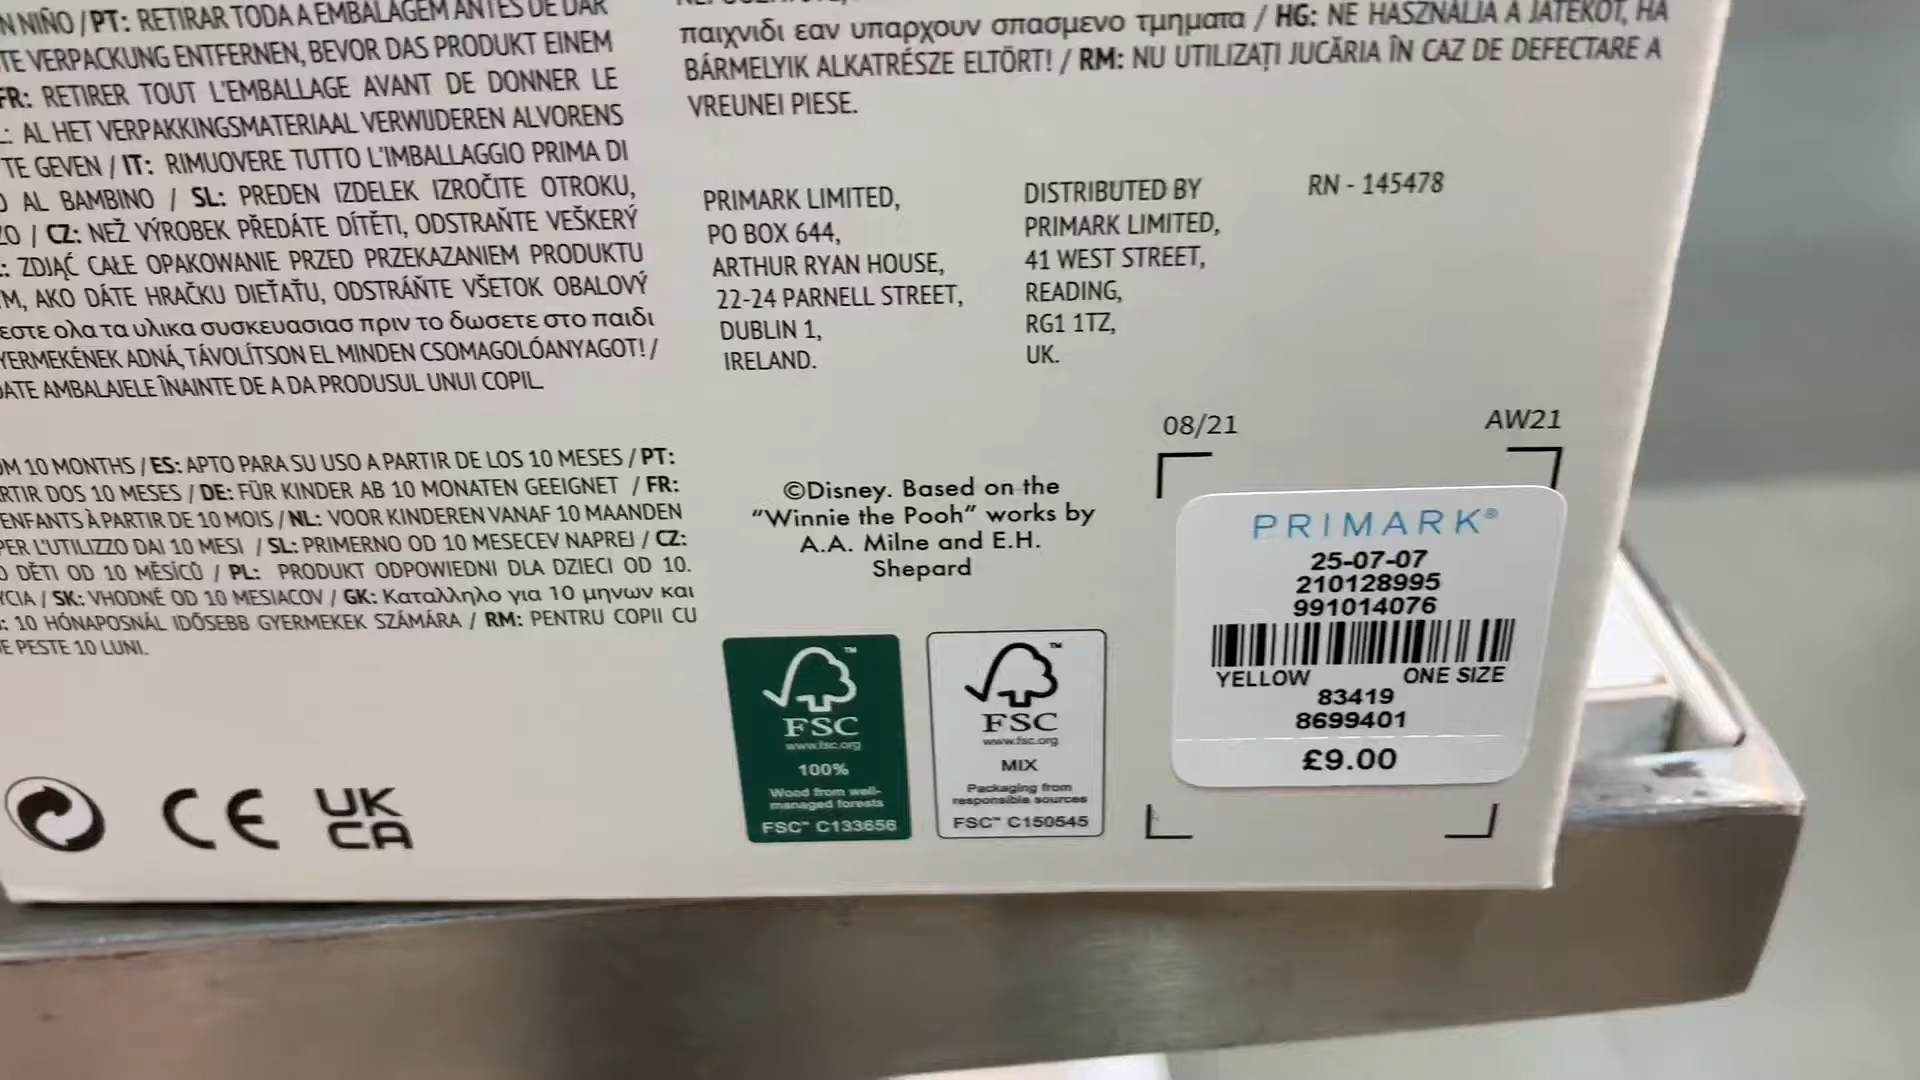 N NIÑO / PT: RETIRAR TODA A EMBALAGEM ANTES DE DAR
TE VERPACKUNG ENTFERNEN, BEVOR DAS PRODUKT EINEM
FR: RETIRER TOUT L'EMBALLAGE AVANT DE DONNER LE
.: AL HET VERPAKKINGSMATERIAAL VERWIJDEREN ALVORENS
TE GEVEN / IT: RIMUOVERE TUTTO L'IMBALLAGGIO PRIMA DI
AL BAMBINO / SL: PREDEN IZDELEK IZROČITE OTROKU,
ZO / CZ: NEŽ VÝROBEK PŘEDÁTE DÍTĚTI, ODSTRAŇTE VEŠKERÝ
: ZDJĄĆ CAŁE OPAKOWANIE PRZED PRZEKAZANIEM PRODUKTU
M, AKO DÁTE HRAČKU DIEŤAŤU, ODSTRÁŇTE VŠETOK OBALOVÝ
εστε ολα τα υλικα συσκευασιασ πριν το δωσετε στο παιδι
YERMEKÉNEK ADNÁ, TÁVOLÍTSON EL MINDEN CSOMAGOLÓANYAGOT! /
ATE AMBALAJELE ÎNAINTE DE A DA PRODUSUL UNUI COPIL
παιχνιδι εαν υπαρχουν σπασμενο τμηματα / HG: NE HASZNÁLJA A JÁTÉKOT, HA
BÁRMELYIK ALKATRÉSZE ELTÖRT! / RM: NU UTILIZAȚI JUCĂRIA ÎN CAZ DE DEFECTARE A
VREUNEI PIESE.
PRIMARK LIMITED,
PO BOX 644,
ARTHUR RYAN HOUSE,
22-24 PARNELL STREET,
DUBLIN 1,
IRELAND.
DISTRIBUTED BY
PRIMARK LIMITED,
41 WEST STREET,
READING,
RG1 1TZ,
UK.
RN - 145478
OM 10 MONTHS / ES: APTO PARA SU USO A PARTIR DE LOS 10 MESES / PT:
RTIR DOS 10 MESES / DE: FÜR KINDER AB 10 MONATEN GEEIGNET / FR:
ENFANTS À PARTIR DE 10 MOIS / NL: VOOR KINDEREN VANAF 10 MAANDEN
PER L'UTILIZZO DAI 10 MESI / SL: PRIMERNO OD 10 MESECEV NAPREJ / CZ:
DĚTI OD 10 MĚSÍCŮ / PL: PRODUKT ODPOWIEDNI DLA DZIECI OD 10.
YCIA / SK: VHODNÉ OD 10 MESIACOV / GK: Καταλληλο για 10 μηνων και
: 10 HÓNAPOSNÁL IDŐSEBB GYERMEKEK SZÁMÁRA / RM: PENTRU COPII CU
E PESTE 10 LUNI.
©Disney. Based on the
“Winnie the Pooh” works by
A.A. Milne and E.H.
Shepard
08/21
AW21
PRIMARK®
25-07-07
210128995
991014076
YELLOW ONE SIZE
83419
8699401
£9.00
CE
UK
CA
FSC
www.fsc.org
100%
Wood from well-
managed forests
FSC™ C133656
FSC
www.fsc.org
MIX
Packaging from
responsible sources
FSC™ C150545